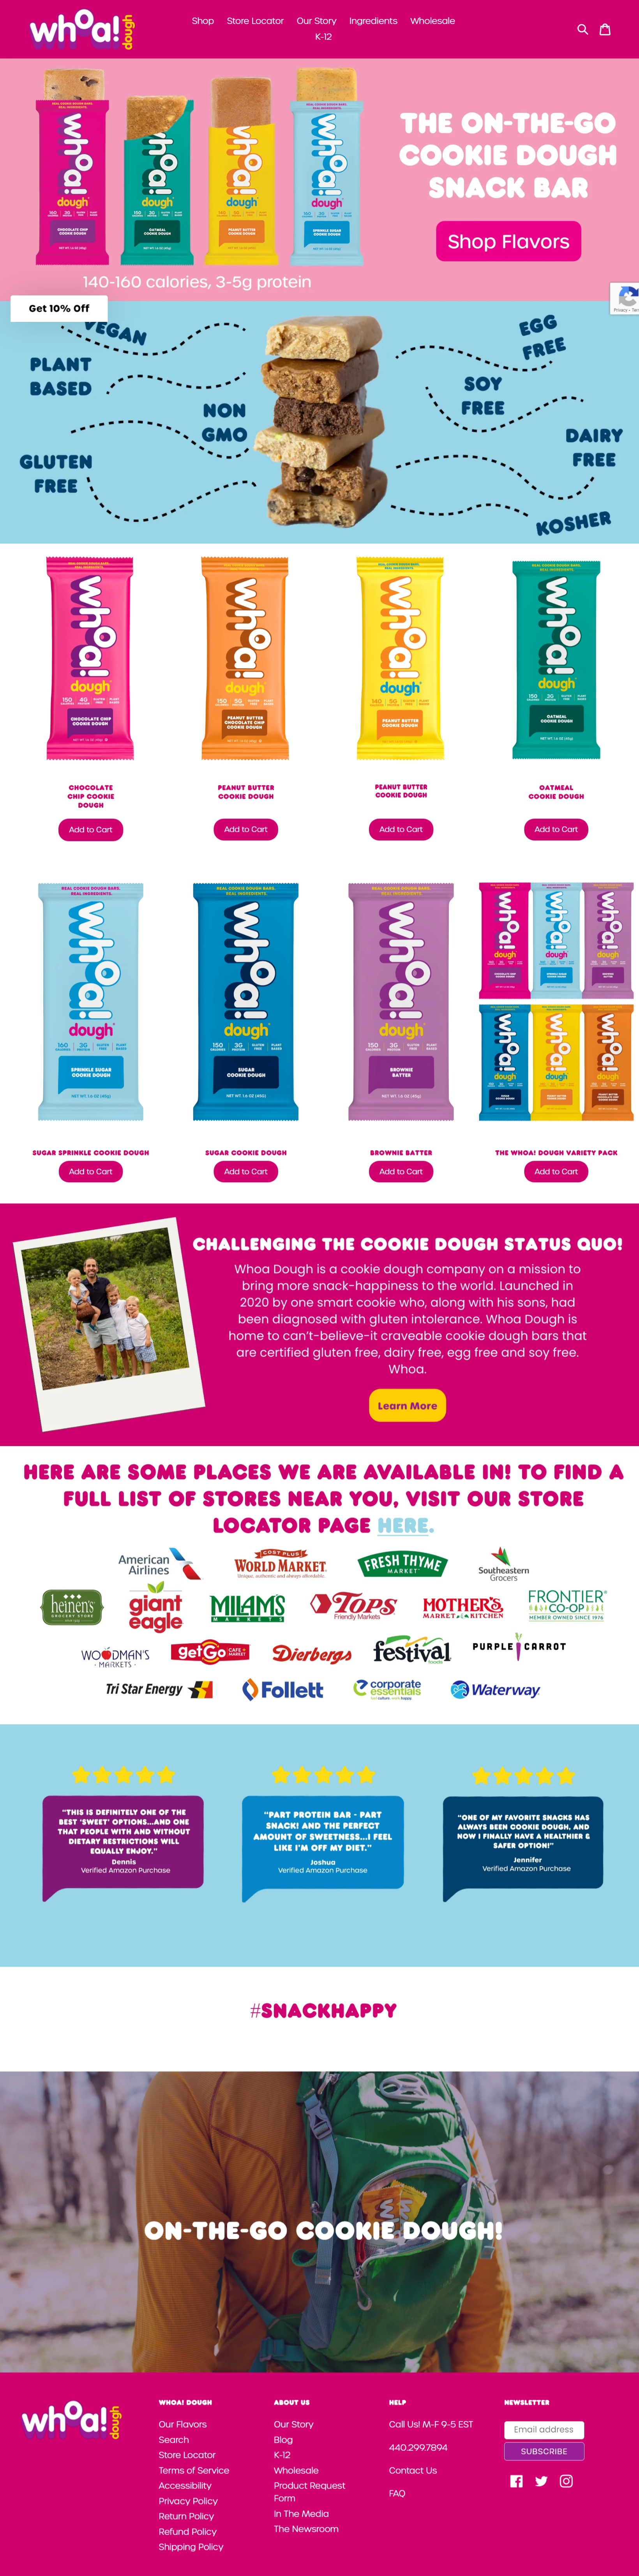 whoa! dough
Shop Store Locator Our Story Ingredients Wholesale
K-12
THE ON-THE-GO
COOKIE DOUGH
SNACK BAR
Shop Flavors
140-160 calories, 3-5g protein
Get 10% Off
VEGAN
EGG
FREE
PLANT
BASED
SOY
FREE
NON
GMO
DAIRY
FREE
GLUTEN
FREE
KOSHER
CHOCOLATE
CHIP COOKIE
DOUGH
Add to Cart
PEANUT BUTTER
COOKIE DOUGH
Add to Cart
PEANUT BUTTER
COOKIE DOUGH
Add to Cart
OATMEAL
COOKIE DOUGH
Add to Cart
SUGAR SPRINKLE COOKIE DOUGH
Add to Cart
SUGAR COOKIE DOUGH
Add to Cart
BROWNIE BATTER
Add to Cart
THE WHOA! DOUGH VARIETY PACK
Add to Cart
CHALLENGING THE COOKIE DOUGH STATUS QUO!
Whoa Dough is a cookie dough company on a mission to
bring more snack-happiness to the world. Launched in
2020 by one smart cookie who, along with his sons, had
been diagnosed with gluten intolerance. Whoa Dough is
home to can't-believe-it craveable cookie dough bars that
are certified gluten free, dairy free, egg free and soy free.
Whoa.
Learn More
HERE ARE SOME PLACES WE ARE AVAILABLE IN! TO FIND A
FULL LIST OF STORES NEAR YOU, VISIT OUR STORE
LOCATOR PAGE HERE.
American
Airlines
COST PLUS
WORLD MARKET
FRESH THYME
MARKET
Southeastern
Grocers
heinen's
GROCERY STORE
giant
eagle
MILAM'S
MARKETS
Tops
Friendly Markets
MOTHER'S
MARKET & KITCHEN
FRONTIER
CO-OP
MEMBER OWNED SINCE 1976
WOODMAN'S
MARKETS
getGo CAFE + MARKET
Dierbergs
festival
foods
PURPLE CARROT
Tri Star Energy
Follett
corporate
essentials
Waterway
"THIS IS DEFINITELY ONE OF THE
BEST 'SWEET' OPTIONS...AND ONE
THAT PEOPLE WITH AND WITHOUT
DIETARY RESTRICTIONS WILL
EQUALLY ENJOY."
Dennis
Verified Amazon Purchase
"PART PROTEIN BAR - PART
SNACK! AND THE PERFECT
AMOUNT OF SWEETNESS...I FEEL
LIKE I'M OFF MY DIET."
Joshua
Verified Amazon Purchase
"ONE OF MY FAVORITE SNACKS HAS
ALWAYS BEEN COOKIE DOUGH, AND
NOW I FINALLY HAVE A HEALTHIER &
SAFER OPTION!"
Jennifer
Verified Amazon Purchase
#SNACKHAPPY
ON-THE-GO COOKIE DOUGH!
whoa! dough
WHOA! DOUGH
Our Flavors
Search
Store Locator
Terms of Service
Accessibility
Privacy Policy
Return Policy
Refund Policy
Shipping Policy
ABOUT US
Our Story
Blog
K-12
Wholesale
Product Request
Form
In The Media
The Newsroom
HELP
Call Us! M-F 9-5 EST
440.299.7894
Contact Us
FAQ
NEWSLETTER
Email address
SUBSCRIBE